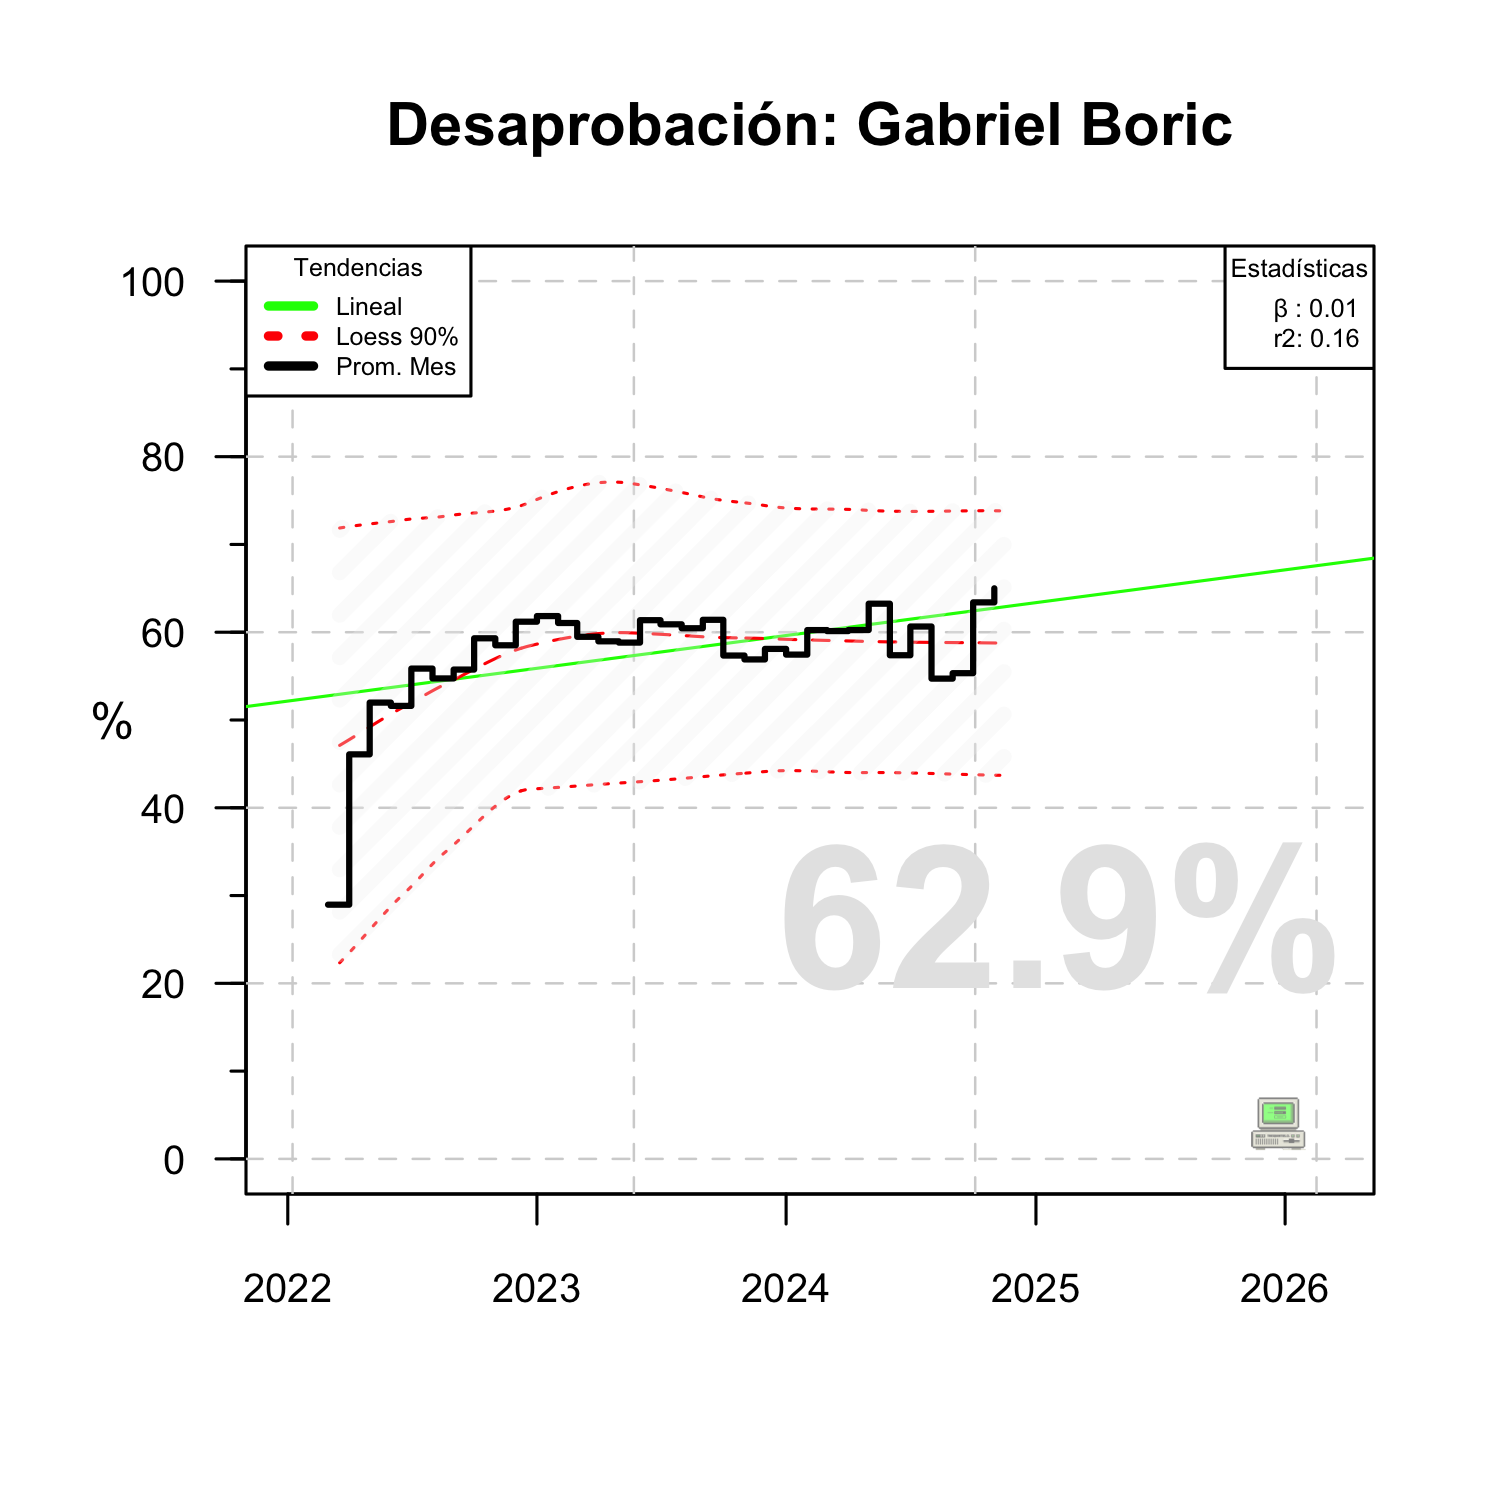 Desaprobación: Gabriel Boric
Tendencias
Lineal
Loess 90%
Prom. Mes
Estadísticas
β : 0.01
r2: 0.16
100
80
60
40
20
0
%
62.9%
2022 2023 2024 2025 2026